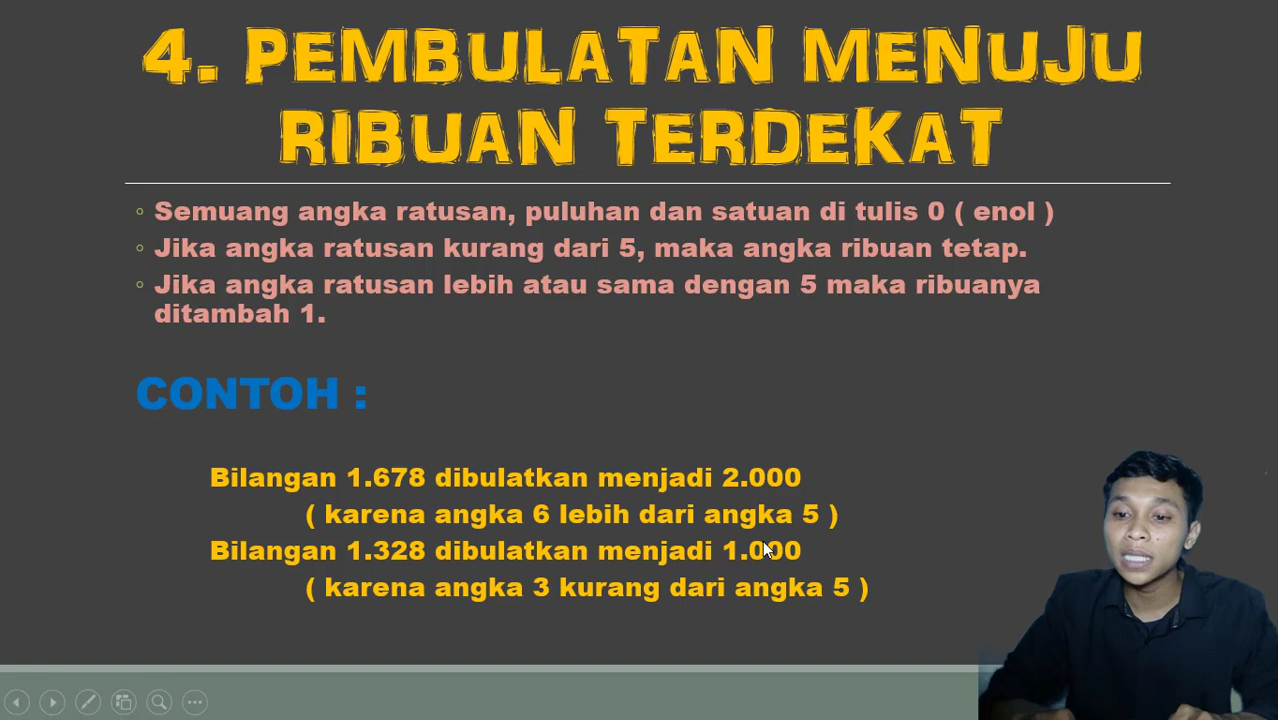 4. PEMBULATAN MENUJU
RIBUAN TERDEKAT
Semuang angka ratusan, puluhan dan satuan di tulis 0 ( enol )
Jika angka ratusan kurang dari 5, maka angka ribuan tetap.
Jika angka ratusan lebih atau sama dengan 5 maka ribuanya
ditambah 1.
CONTOH :
Bilangan 1.678 dibulatkan menjadi 2.000
( karena angka 6 lebih dari angka 5 )
Bilangan 1.328 dibulatkan menjadi 1.000
( karena angka 3 kurang dari angka 5 )